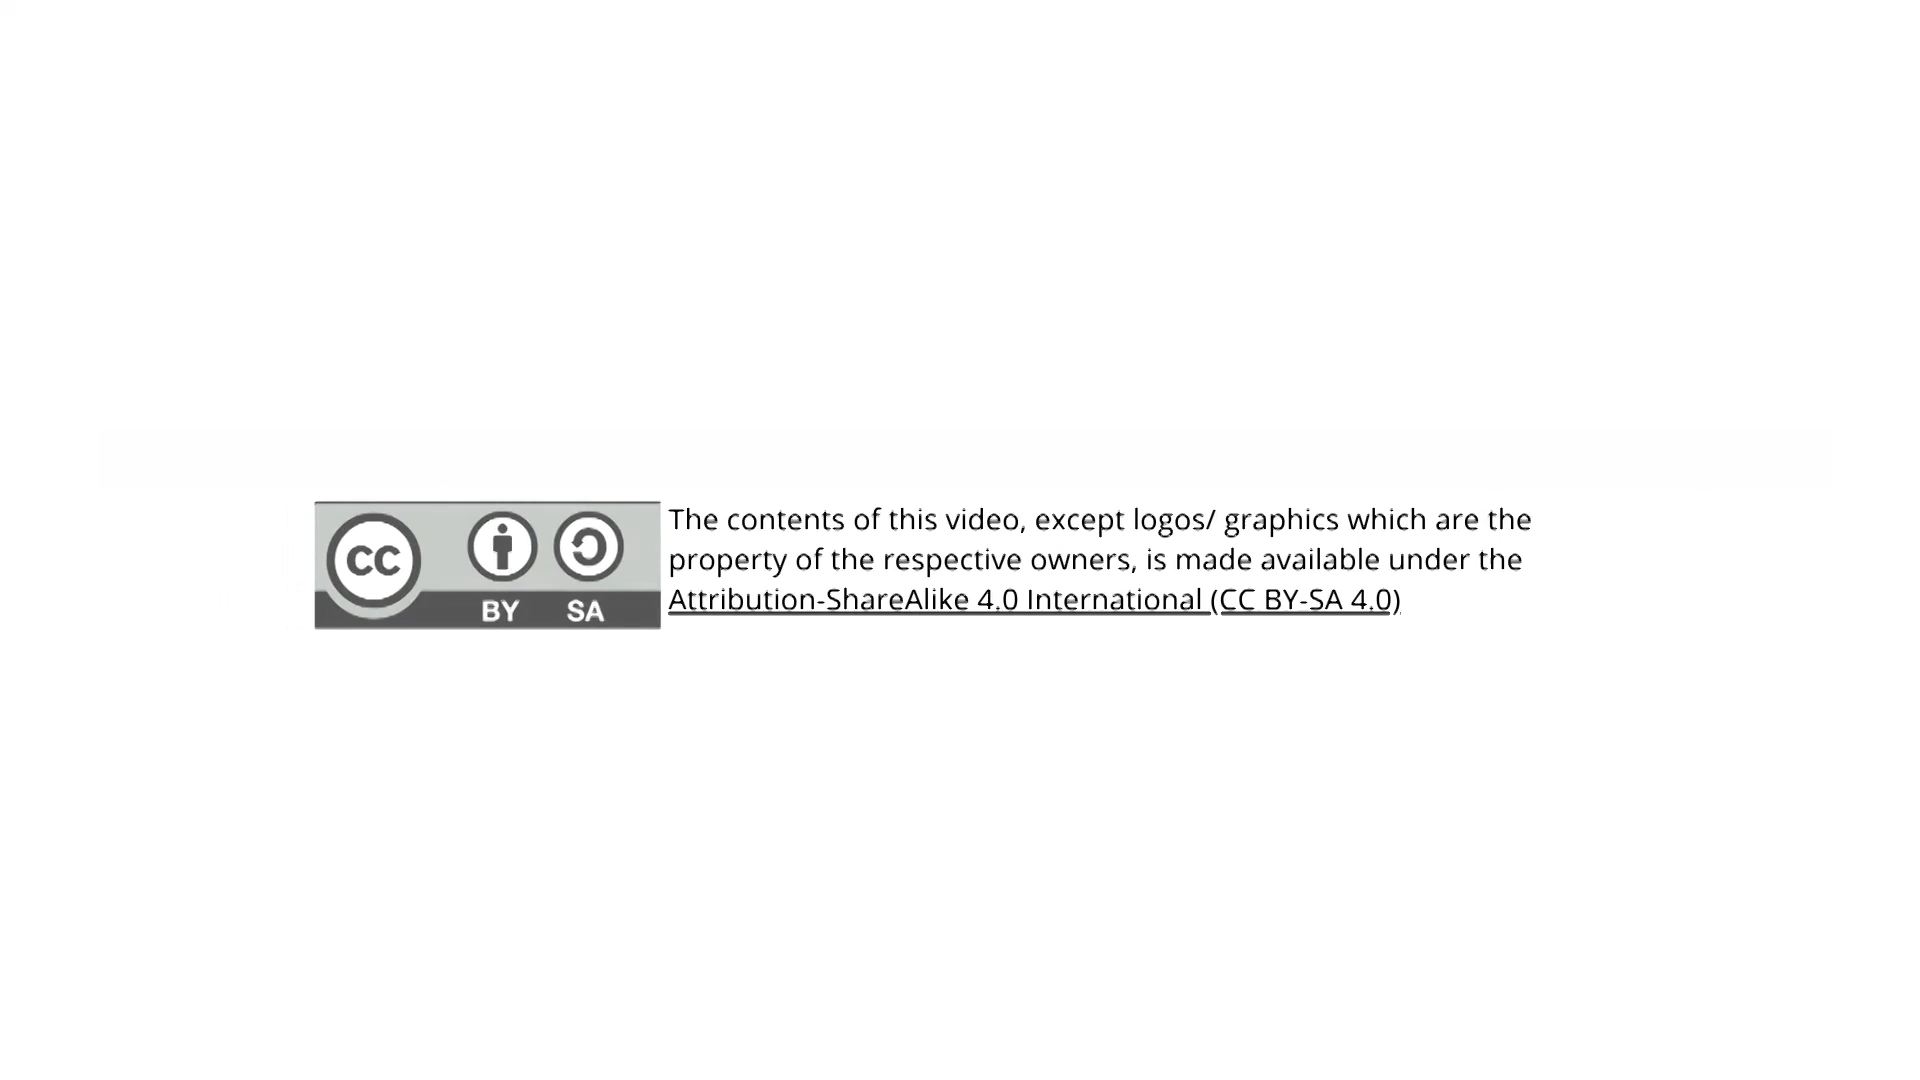 The contents of this video, except logos/ graphics which are the
property of the respective owners, is made available under the
Attribution-ShareAlike 4.0 International (CC BY-SA 4.0)
cc
BY SA